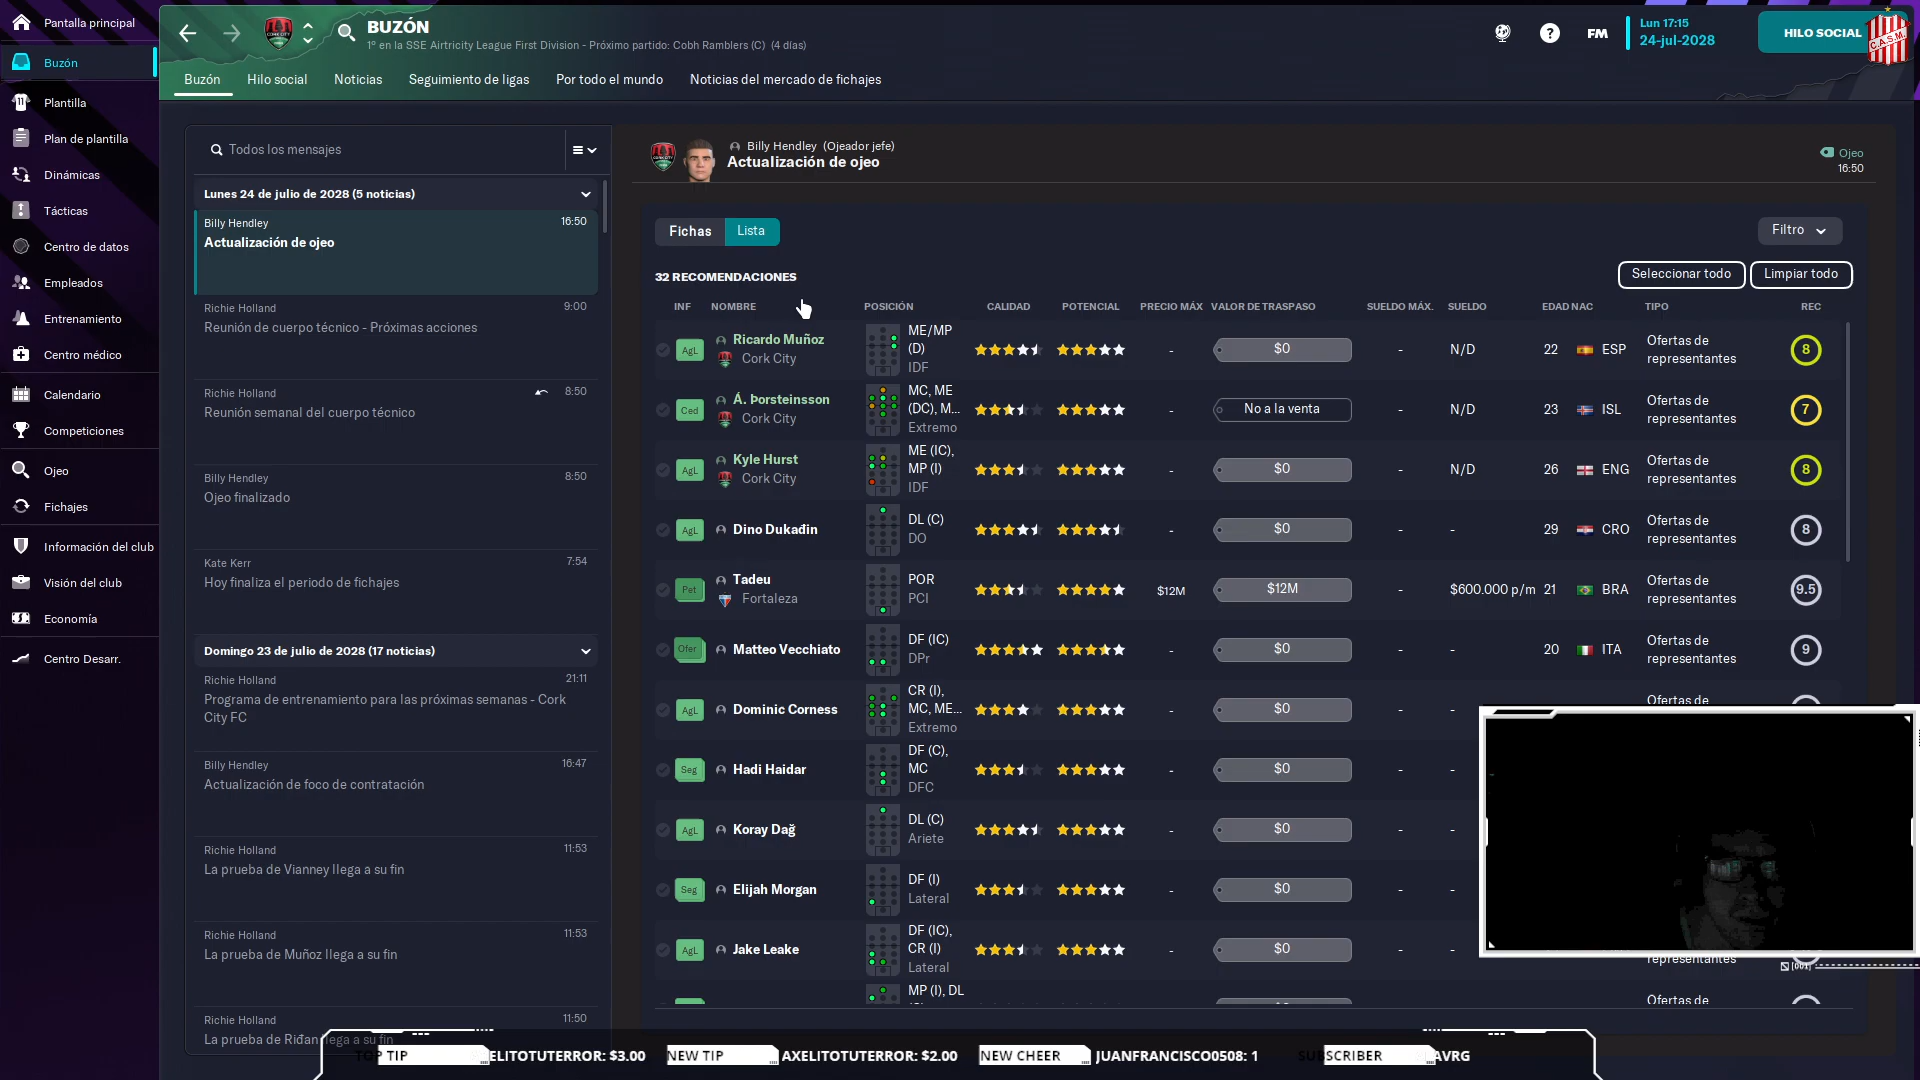 Pantalla principal
Buzón
Plantilla
Plan de plantilla
Dinámicas
Tácticas
Centro de datos
Empleados
Entrenamiento
Centro médico
Calendario
Competiciones
Ojeo
Fichajes
Información del club
Visión del club
Economía
Centro Desarr.
BUZÓN
1º en la SSE Airtricity League First Division - Próximo partido: Cobh Ramblers (C) (4 días)
FM
Lun 17:15
24-jul-2028
HILO SOCIAL
C.A.S.M.
Buzón Hilo social Noticias Seguimiento de ligas Por todo el mundo Noticias del mercado de fichajes
Todos los mensajes
Lunes 24 de julio de 2028 (5 noticias)
Billy Hendley 16:50
Actualización de ojeo
Richie Holland 9:00
Reunión de cuerpo técnico - Próximas acciones
Richie Holland 8:50
Reunión semanal del cuerpo técnico
Billy Hendley 8:50
Ojeo finalizado
Kate Kerr 7:54
Hoy finaliza el periodo de fichajes
Domingo 23 de julio de 2028 (17 noticias)
Richie Holland 21:11
Programa de entrenamiento para las próximas semanas - Cork
City FC
Billy Hendley 16:47
Actualización de foco de contratación
Richie Holland 11:53
La prueba de Vianney llega a su fin
Richie Holland 11:53
La prueba de Muñoz llega a su fin
Richie Holland 11:50
La prueba de
Billy Hendley (Ojeador jefe)
Actualización de ojeo
Ojeo
16:50
Fichas Lista
Filtro
32 RECOMENDACIONES
Seleccionar todo Limpiar todo
INF NOMBRE POSICIÓN CALIDAD POTENCIAL PRECIO MÁX VALOR DE TRASPASO SUELDO MÁX. SUELDO EDAD NAC TIPO REC
AgL Ricardo Muñoz Cork City ME/MP (D) IDF - $0 - N/D 22 ESP Ofertas de representantes 8
Ced Á. Þorsteinsson Cork City MC, ME (DC), M... Extremo - No a la venta - N/D 23 ISL Ofertas de representantes 7
AgL Kyle Hurst Cork City ME (IC), MP (I) IDF - $0 - N/D 26 ENG Ofertas de representantes 8
AgL Dino Dukađin DL (C) DO - $0 - - 29 CRO Ofertas de representantes 8
Pet Tadeu Fortaleza POR PCI $12M $12M - $600.000 p/m 21 BRA Ofertas de representantes 9.5
Ofer Matteo Vecchiato DF (IC) DPr - $0 - - 20 ITA Ofertas de representantes 9
AgL Dominic Corness CR (I), MC, ME... Extremo - $0 - - Ofertas de
Seg Hadi Haidar DF (C), MC DFC - $0 - -
AgL Koray Dağ DL (C) Ariete - $0 - -
Seg Elijah Morgan DF (I) Lateral - $0 - -
AgL Jake Leake DF (IC), CR (I) Lateral - $0 - - representantes
MP (I), DL Ofertas de
[001]
TOP TIP ELITOTUTERROR: $3.00 NEW TIP AXELITOTUTERROR: $2.00 NEW CHEER JUANFRANCISCO0508: 1 SUBSCRIBER AVRG